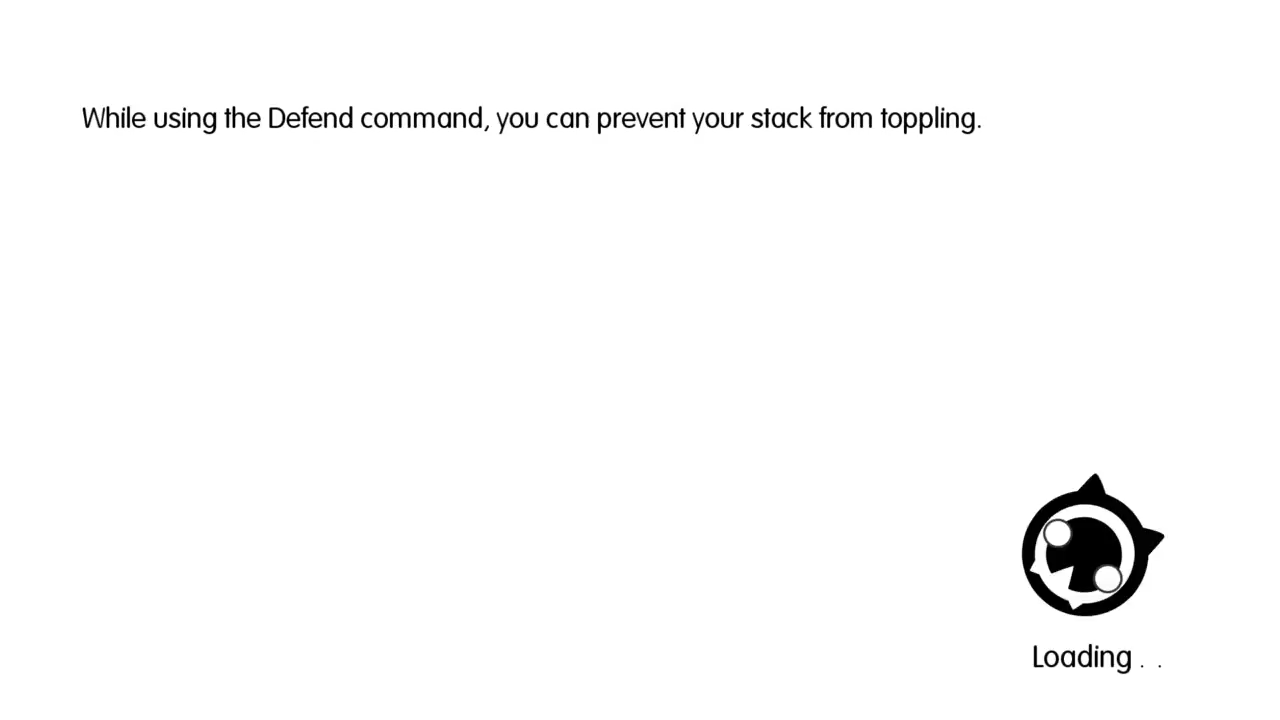 While using the Defend command, you can prevent your stack from toppling.
Loading . .